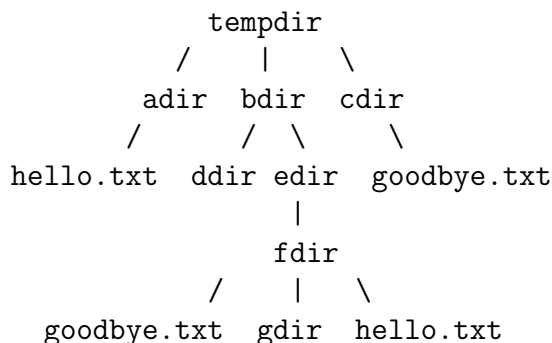 tempdir
/ | \
adir bdir cdir
/ / \ \
hello.txt ddir edir goodbye.txt
|
fdir
/ | \
goodbye.txt gdir hello.txt